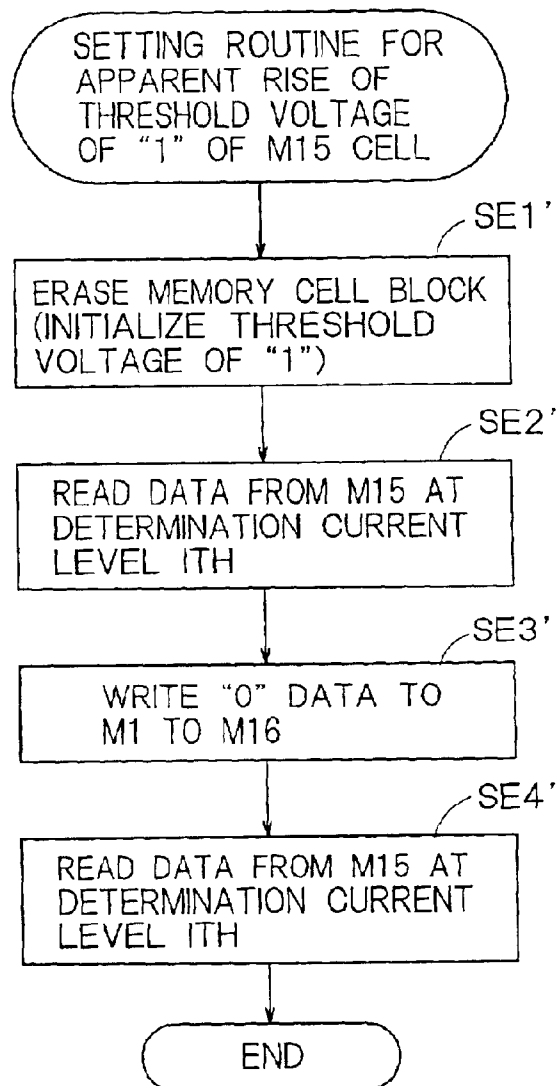 SETTING ROUTINE FOR
APPARENT RISE OF
THRESHOLD VOLTAGE
OF "1" OF M15 CELL
SE1'
ERASE MEMORY CELL BLOCK
(INITIALIZE THRESHOLD
VOLTAGE OF "1")
SE2'
READ DATA FROM M15 AT
DETERMINATION CURRENT
LEVEL ITH
SE3'
WRITE "0" DATA TO
M1 TO M16
SE4'
READ DATA FROM M15 AT
DETERMINATION CURRENT
LEVEL ITH
END